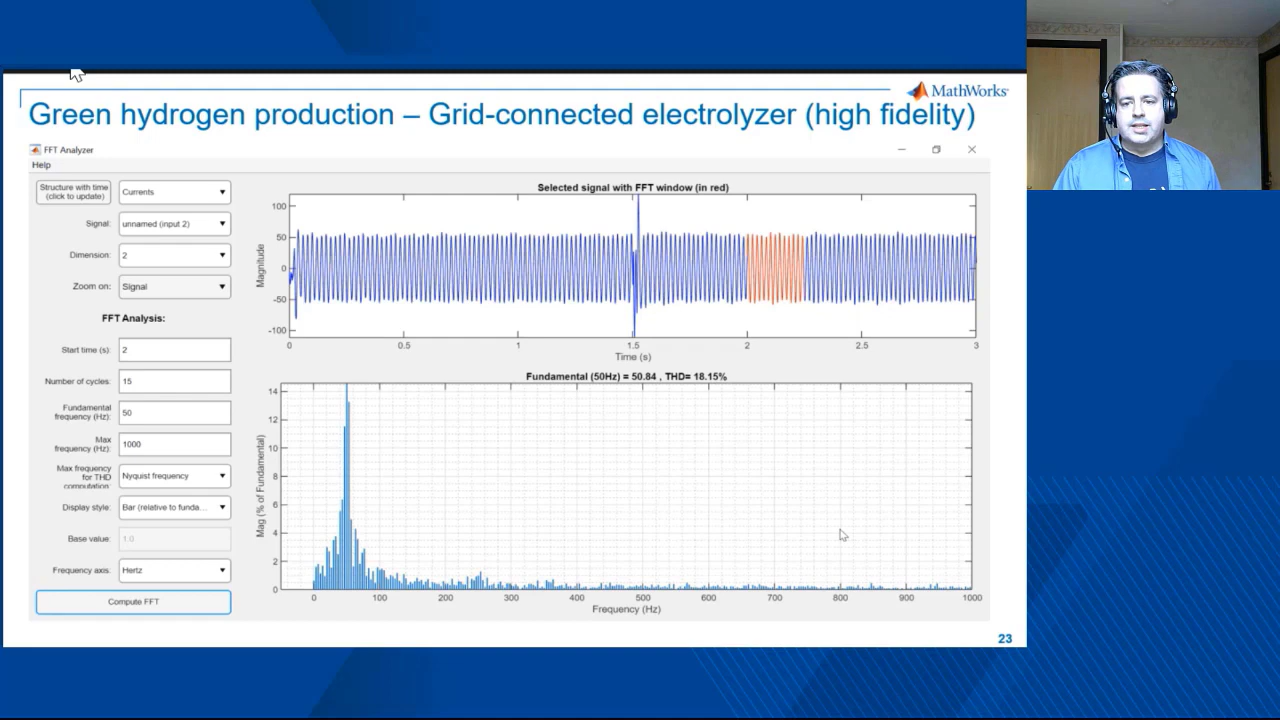 MathWorks
Green hydrogen production – Grid-connected electrolyzer (high fidelity)
FFT Analyzer
Help
Structure with time
(click to update)
Currents
Signal:
unnamed (input 2)
Dimension:
2
Zoom on:
Signal
FFT Analysis:
Start time (s):
2
Number of cycles:
15
Fundamental
frequency (Hz):
50
Max
frequency (Hz):
1000
Max frequency
for THD
computation:
Nyquist frequency
Display style:
Bar (relative to funda...
Base value:
1.0
Frequency axis:
Hertz
Compute FFT
Selected signal with FFT window (in red)
Magnitude
100
50
0
-50
-100
0 0.5 1 1.5 2 2.5 3
Time (s)
Fundamental (50Hz) = 50.84 , THD= 18.15%
Mag (% of Fundamental)
14
12
10
8
6
4
2
0
0 100 200 300 400 500 600 700 800 900 1000
Frequency (Hz)
23